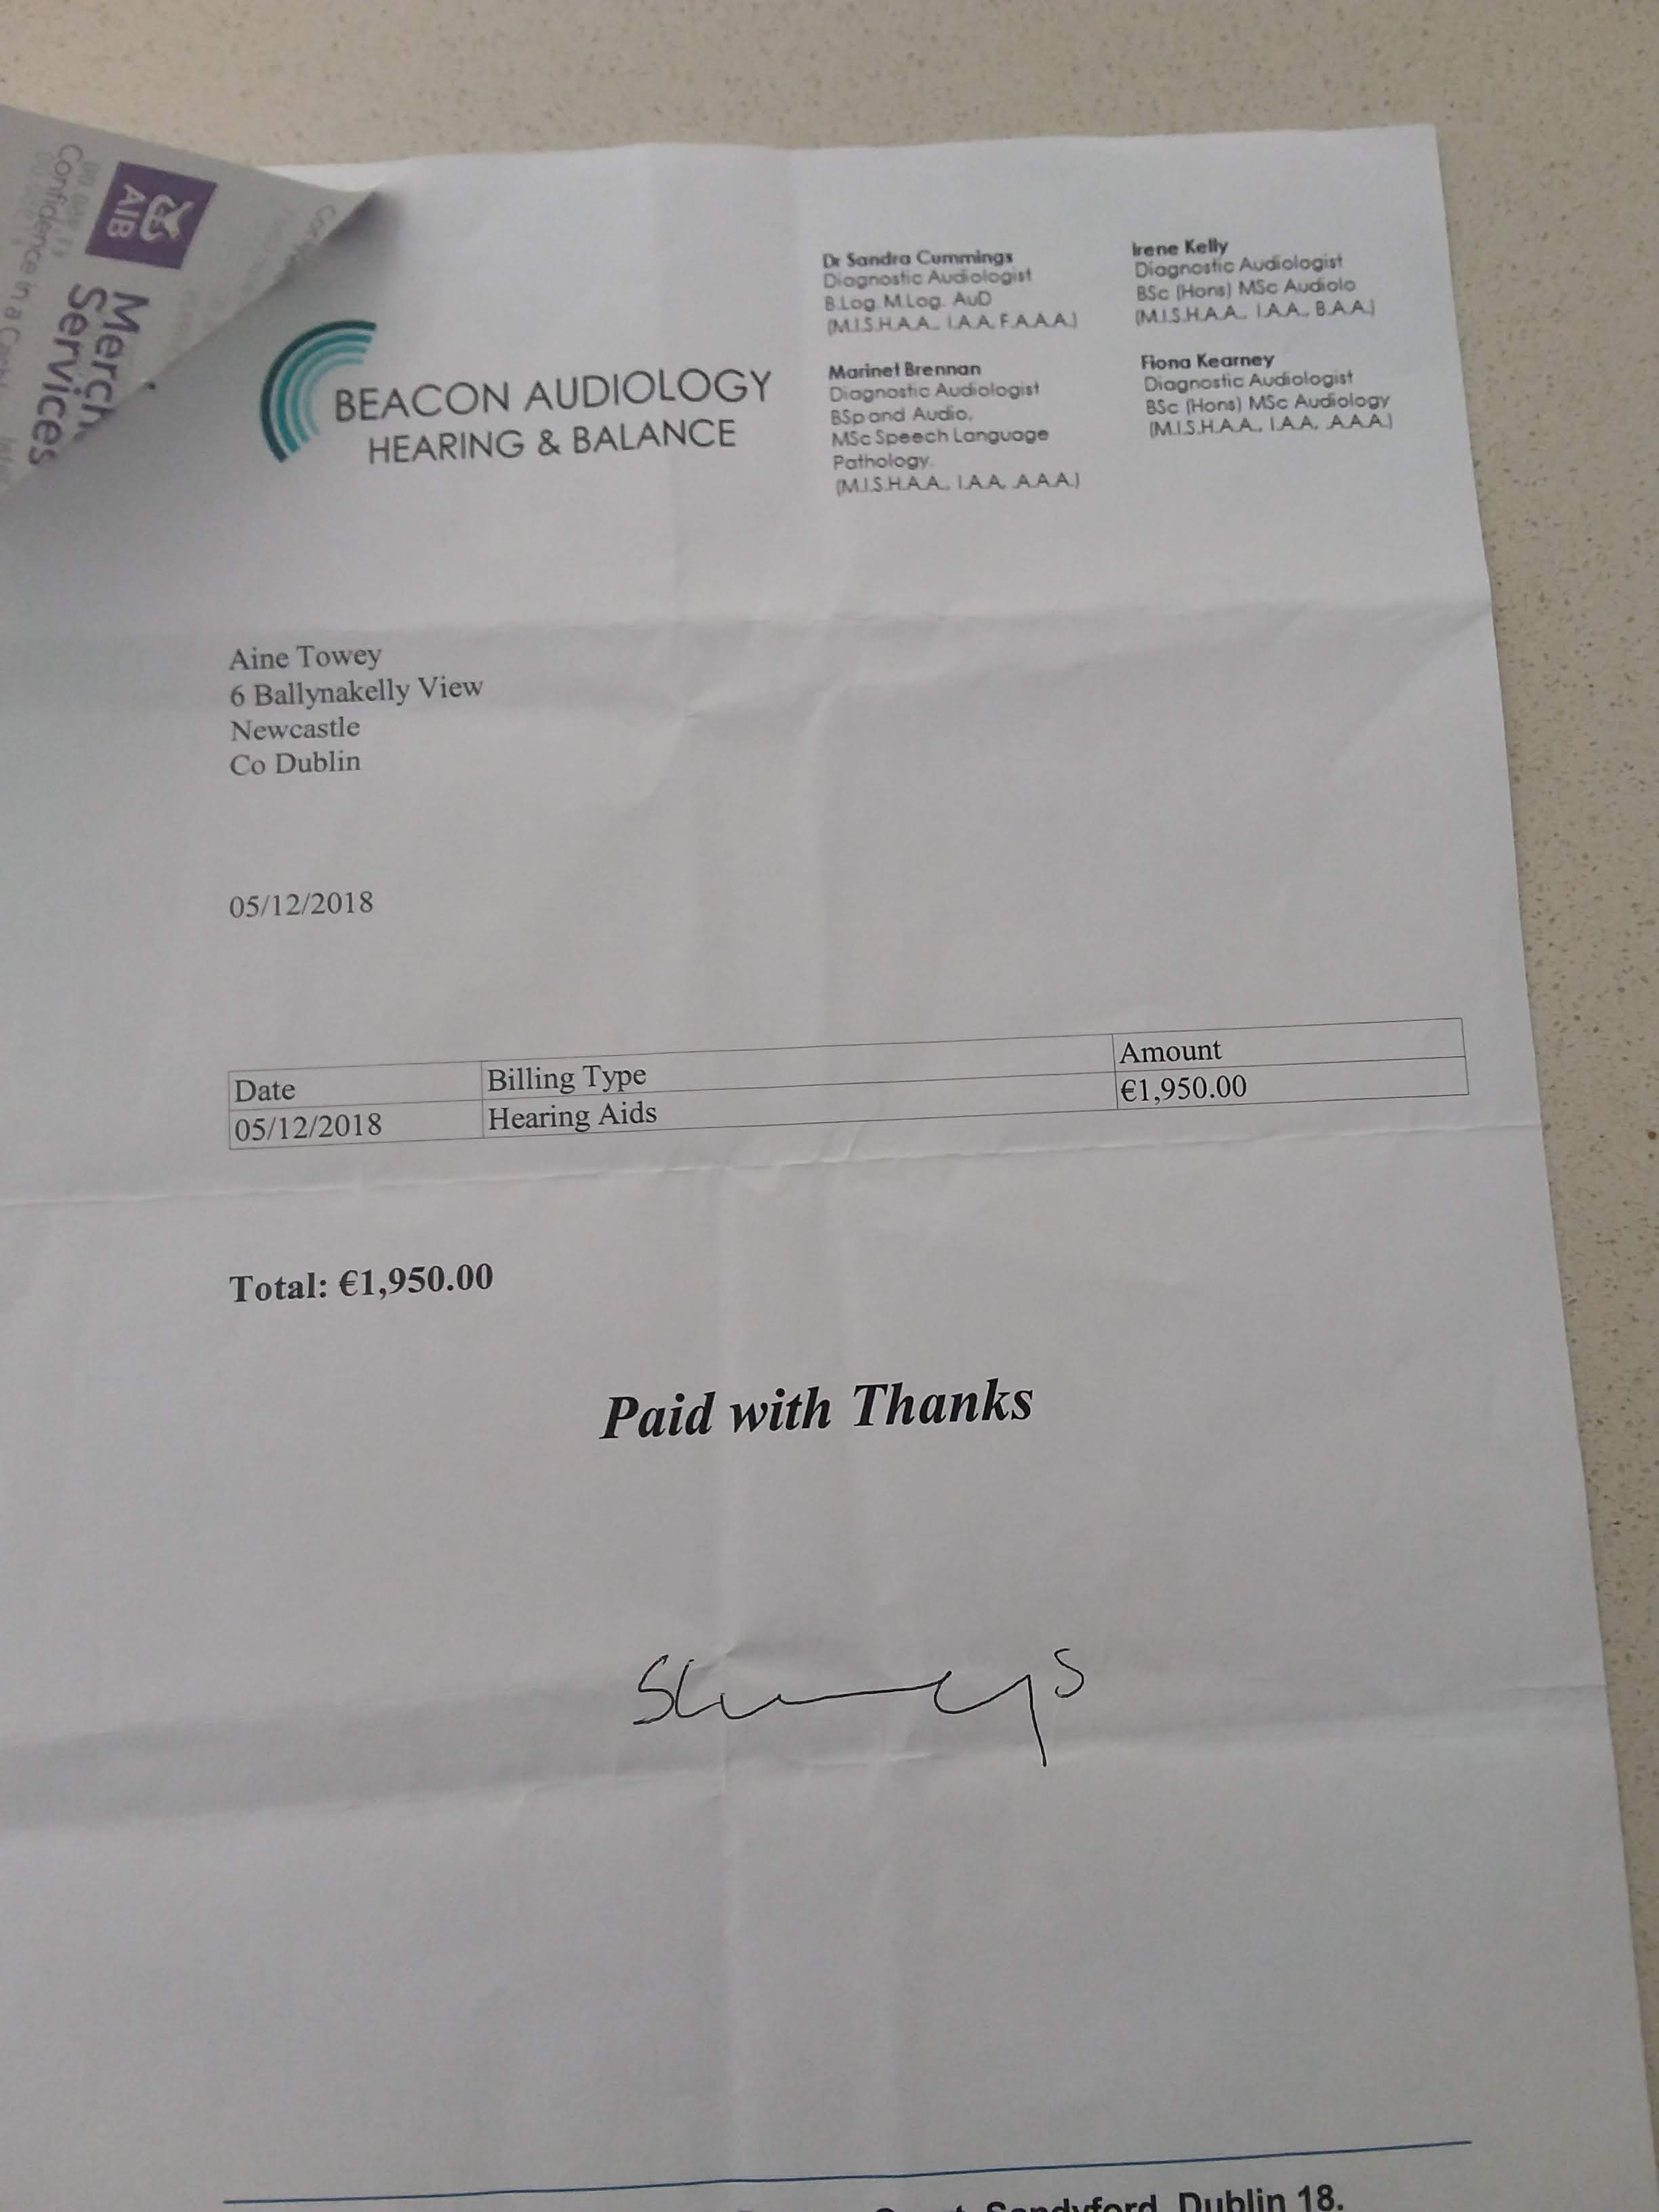 AIB
Merch
Services
Confidence in a
BEACON AUDIOLOGY
HEARING & BALANCE
Dr Sandra Cummings
Diagnostic Audiologist
B.Log. M.Log. AuD
(M.I.S.H.A.A., I.A.A, F.A.A.A.)
Marinet Brennan
Diagnostic Audiologist
BSp and Audio,
MSc Speech Language
Pathology.
(M.I.S.H.A.A., I.A.A, .A.A.A.)
Irene Kelly
Diagnostic Audiologist
BSc (Hons) MSc Audiolo
(M.I.S.H.A.A., I.A.A., B.A.A.)
Fiona Kearney
Diagnostic Audiologist
BSc (Hons) MSc Audiology
(M.I.S.H.A.A., I.A.A, .A.A.A.)
Aine Towey
6 Ballynakelly View
Newcastle
Co Dublin
05/12/2018
Date Billing Type Amount
05/12/2018 Hearing Aids €1,950.00
Total: €1,950.00
Paid with Thanks
Sandyford, Dublin 18.